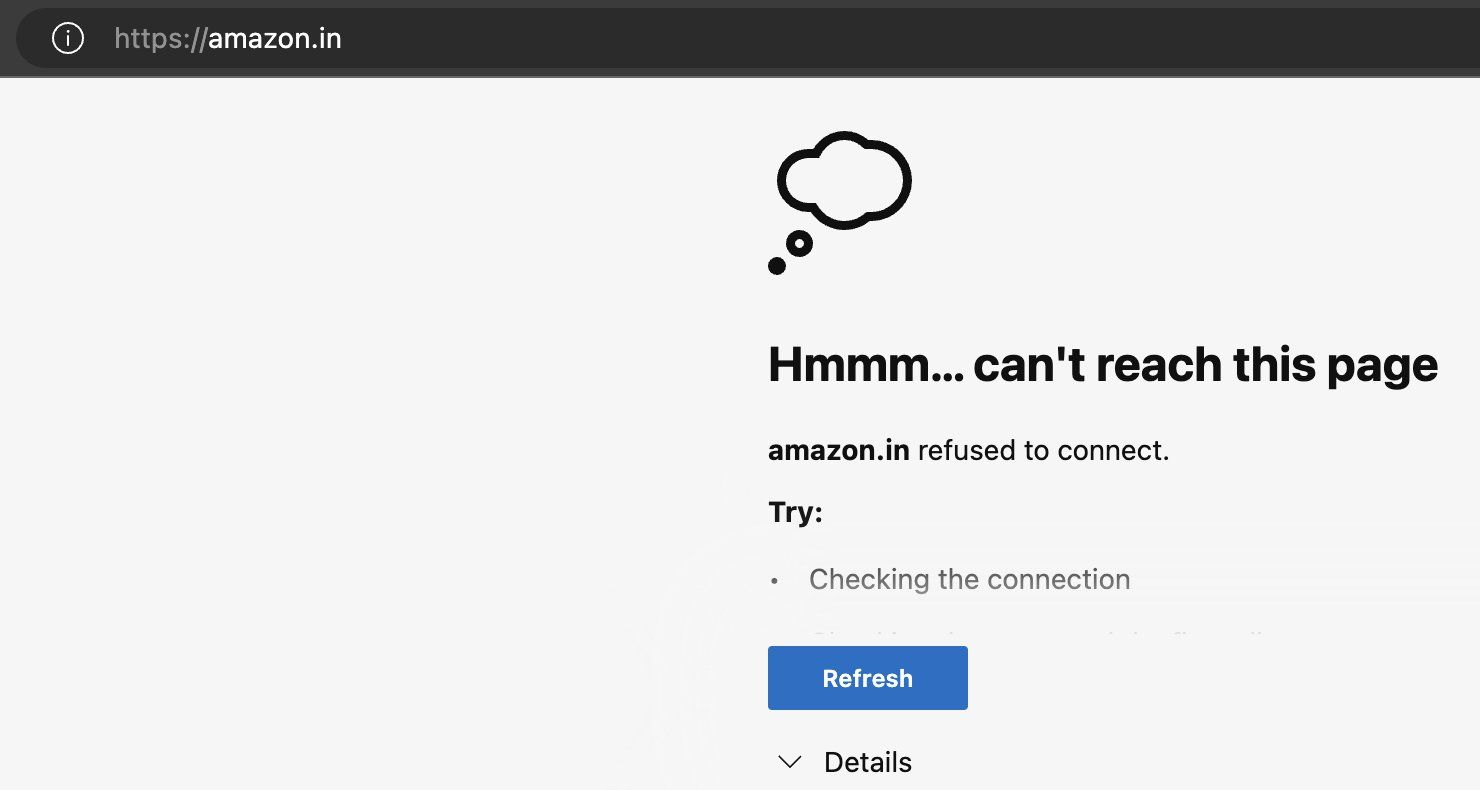 https://amazon.in
Hmmm... can't reach this page
amazon.in refused to connect.
Try:
• Checking the connection
Refresh
Details